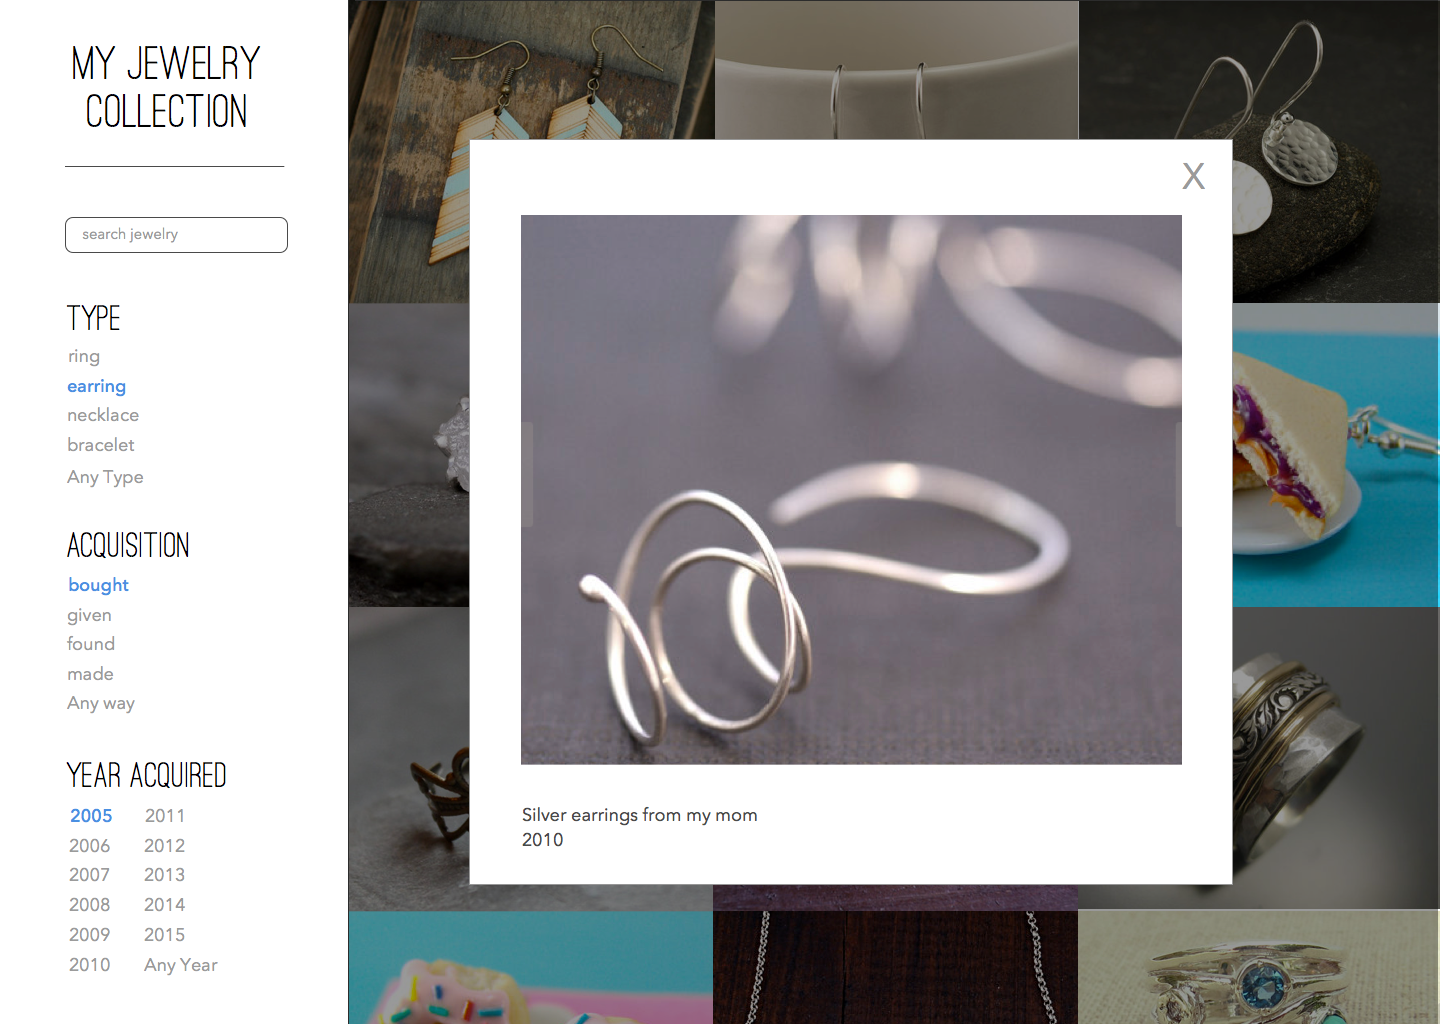 MY JEWELRY
COLLECTION
search jewelry
TYPE
ring
earring
necklace
bracelet
Any Type
ACQUISITION
bought
given
found
made
Any way
YEAR ACQUIRED
2005 2011
2006 2012
2007 2013
2008 2014
2009 2015
2010 Any Year
X
Silver earrings from my mom
2010